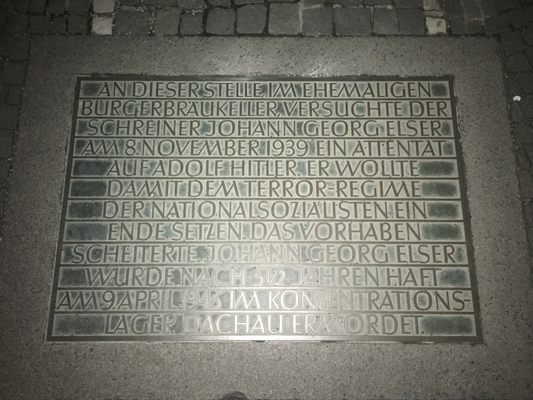 AN DIESER STELLE IM EHEMALIGEN
BÜRGERBRÄUKELLER VERSUCHTE DER
SCHREINER JOHANN GEORG ELSER
AM 8. NOVEMBER 1939 EIN ATTENTAT
AUF ADOLF HITLER. ER WOLLTE
DAMIT DEM TERROR-REGIME
DER NATIONALSOZIALISTEN EIN
ENDE SETZEN. DAS VORHABEN
SCHEITERTE. JOHANN GEORG ELSER
WURDE NACH 5 1/2 JAHREN HAFT
AM 9. APRIL 1945 IM KONZENTRATIONS-
LAGER DACHAU ERMORDET.